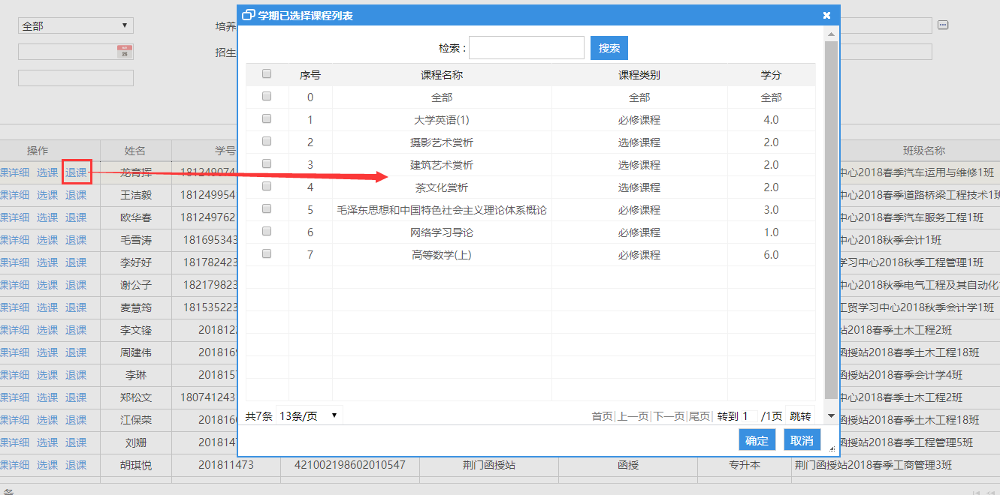 学期已选择课程列表
全部
培养
招生
检索 :
搜索
序号 课程名称 课程类别 学分
0 全部 全部 全部
1 大学英语(1) 必修课程 4.0
2 摄影艺术赏析 选修课程 2.0
3 建筑艺术赏析 选修课程 2.0
4 茶文化赏析 选修课程 2.0
5 毛泽东思想和中国特色社会主义理论体系概论 必修课程 3.0
6 网络学习导论 必修课程 1.0
7 高等数学(上) 必修课程 6.0
共7条 13条/页 首页|上一页|下一页|尾页| 转到 1 /1页 跳转
确定 取消
操作 姓名 学号 班级名称
课详细 选课 退课 龙育挥 181249074 中心2018春季汽车运用与维修1班
课详细 选课 退课 王洁毅 181249954 中心2018春季道路桥梁工程技术1班
课详细 选课 退课 欧华春 181249762 中心2018春季汽车服务工程1班
课详细 选课 退课 毛雪涛 181695343 中心2018秋季会计1班
课详细 选课 退课 李好好 181782423 学习中心2018秋季工程管理1班
课详细 选课 退课 谢公子 182179823 中心2018秋季电气工程及其自动化
课详细 选课 退课 麦慧筠 181535223 工贸学习中心2018秋季会计学1班
课详细 选课 退课 李文锋 201812 站2018春季土木工程2班
课详细 选课 退课 周建伟 201816 函授站2018春季土木工程18班
课详细 选课 退课 李琳 201815 函授站2018春季会计学4班
课详细 选课 退课 郑松文 180741243 中心2018春季土木工程2班
课详细 选课 退课 江保荣 201816 函授站2018春季土木工程18班
课详细 选课 退课 刘姗 201814 函授站2018春季工程管理5班
课详细 选课 退课 胡琪悦 201811473 421002198602010547 荆门函授站 函授 专升本 荆门函授站2018春季工商管理3班
条